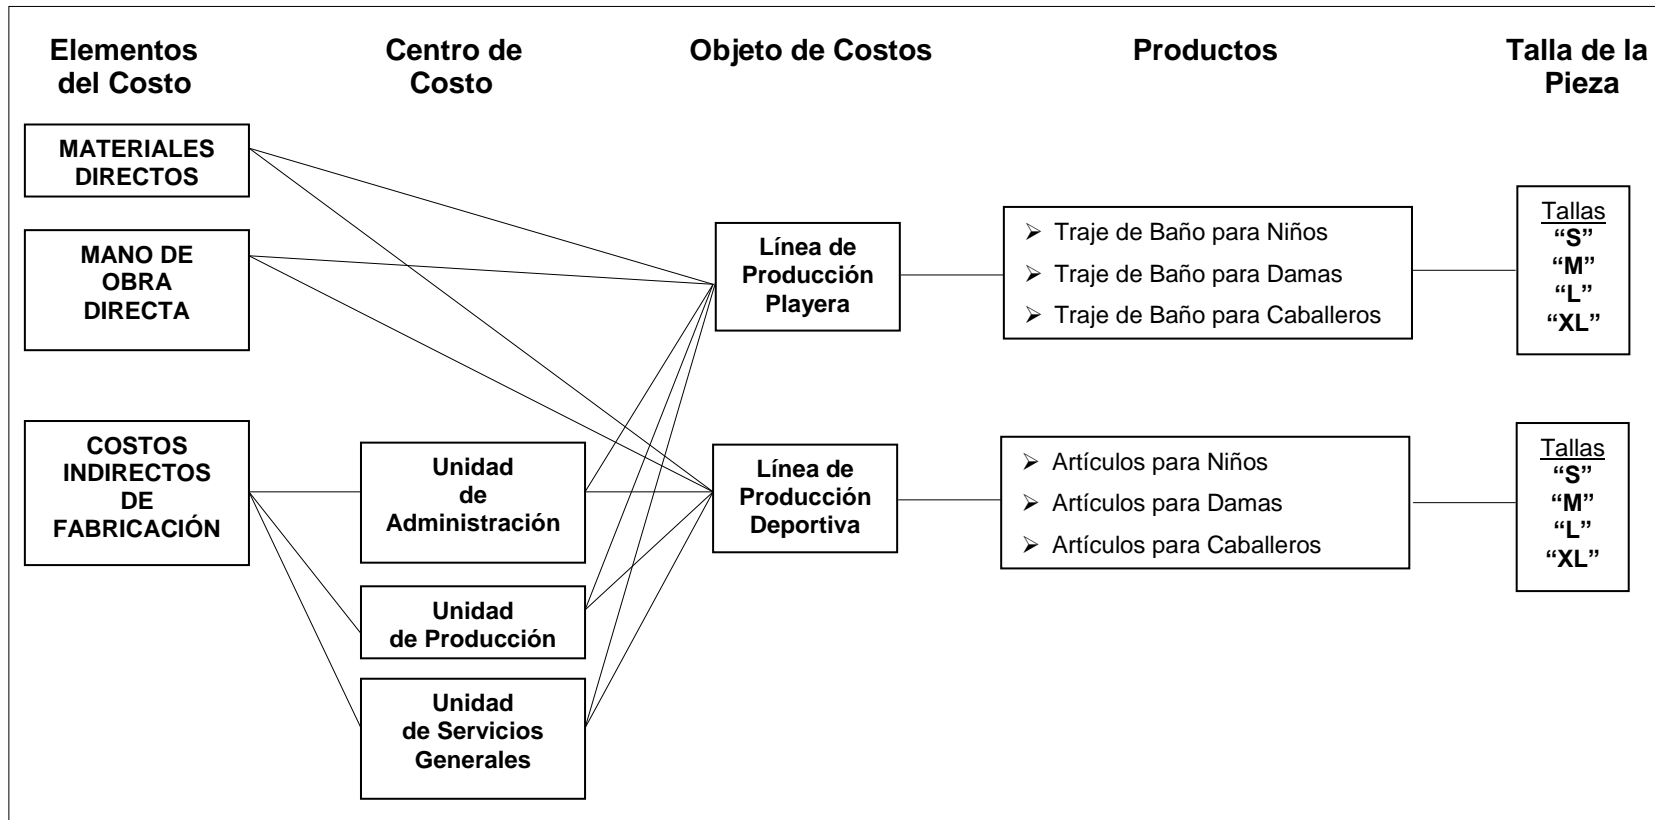 Elementos
del Costo
Centro de
Costo
Objeto de Costos
Productos
Talla de la
Pieza
MATERIALES
DIRECTOS
MANO DE
OBRA
DIRECTA
COSTOS
INDIRECTOS
DE
FABRICACIÓN
Unidad
de
Administración
Unidad
de Producción
Unidad
de Servicios
Generales
Línea de
Producción
Playera
Línea de
Producción
Deportiva
➢ Traje de Baño para Niños
➢ Traje de Baño para Damas
➢ Traje de Baño para Caballeros
➢ Artículos para Niños
➢ Artículos para Damas
➢ Artículos para Caballeros
Tallas
“S”
“M”
“L”
“XL”
Tallas
“S”
“M”
“L”
“XL”